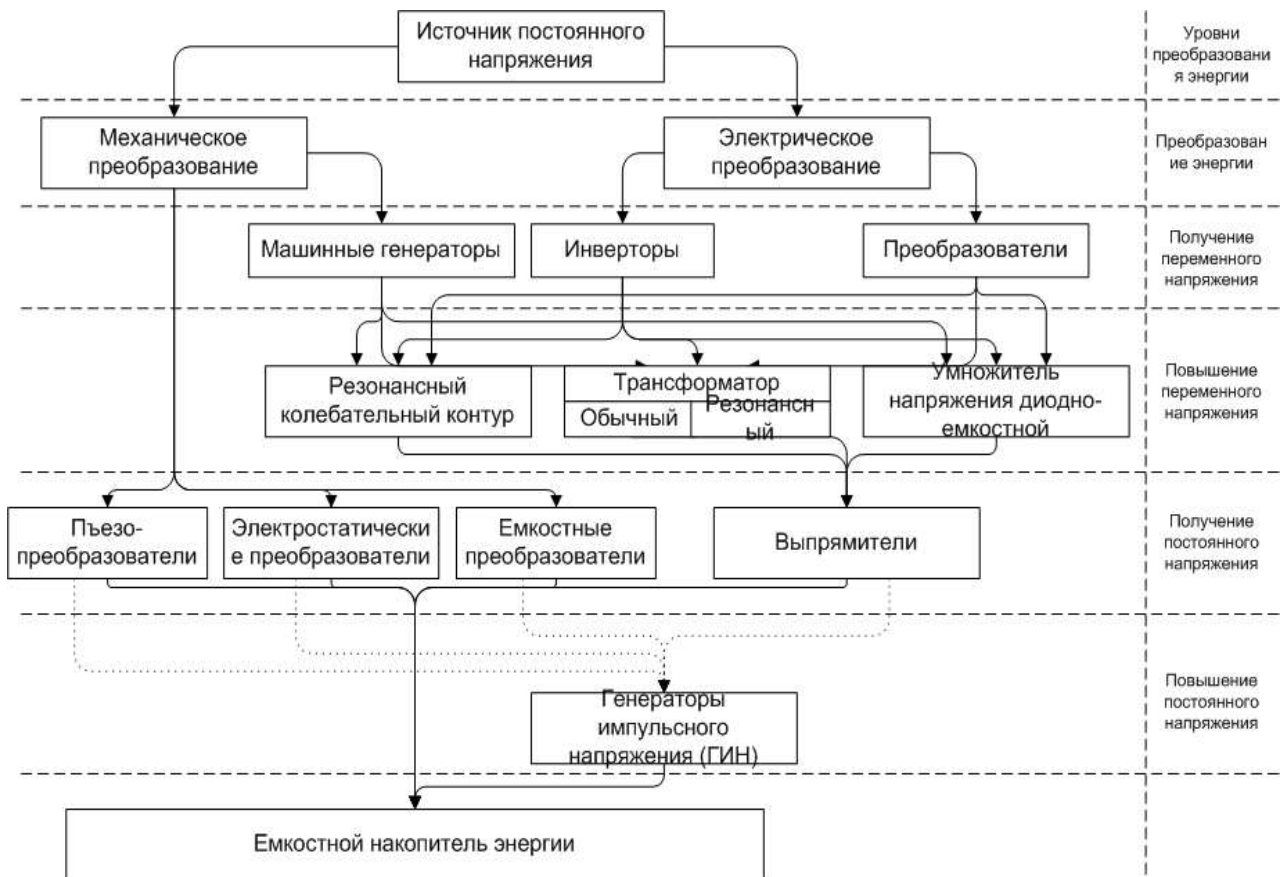 Источник постоянного
напряжения
Уровни
преобразовани
я энергии
Механическое
преобразование
Электрическое
преобразование
Преобразован
ие энергии
Машинные генераторы
Инверторы
Преобразователи
Получение
переменного
напряжения
Резонансный
колебательный контур
Трансформатор
Обычный
Резонансн
ый
Умножитель
напряжения диодно-
емкостной
Повышение
переменного
напряжения
Пъезо-
преобразователи
Электростатически
е преобразователи
Емкостные
преобразователи
Выпрямители
Получение
постоянного
напряжения
Генераторы
импульсного
напряжения (ГИН)
Повышение
постоянного
напряжения
Емкостной накопитель энергии